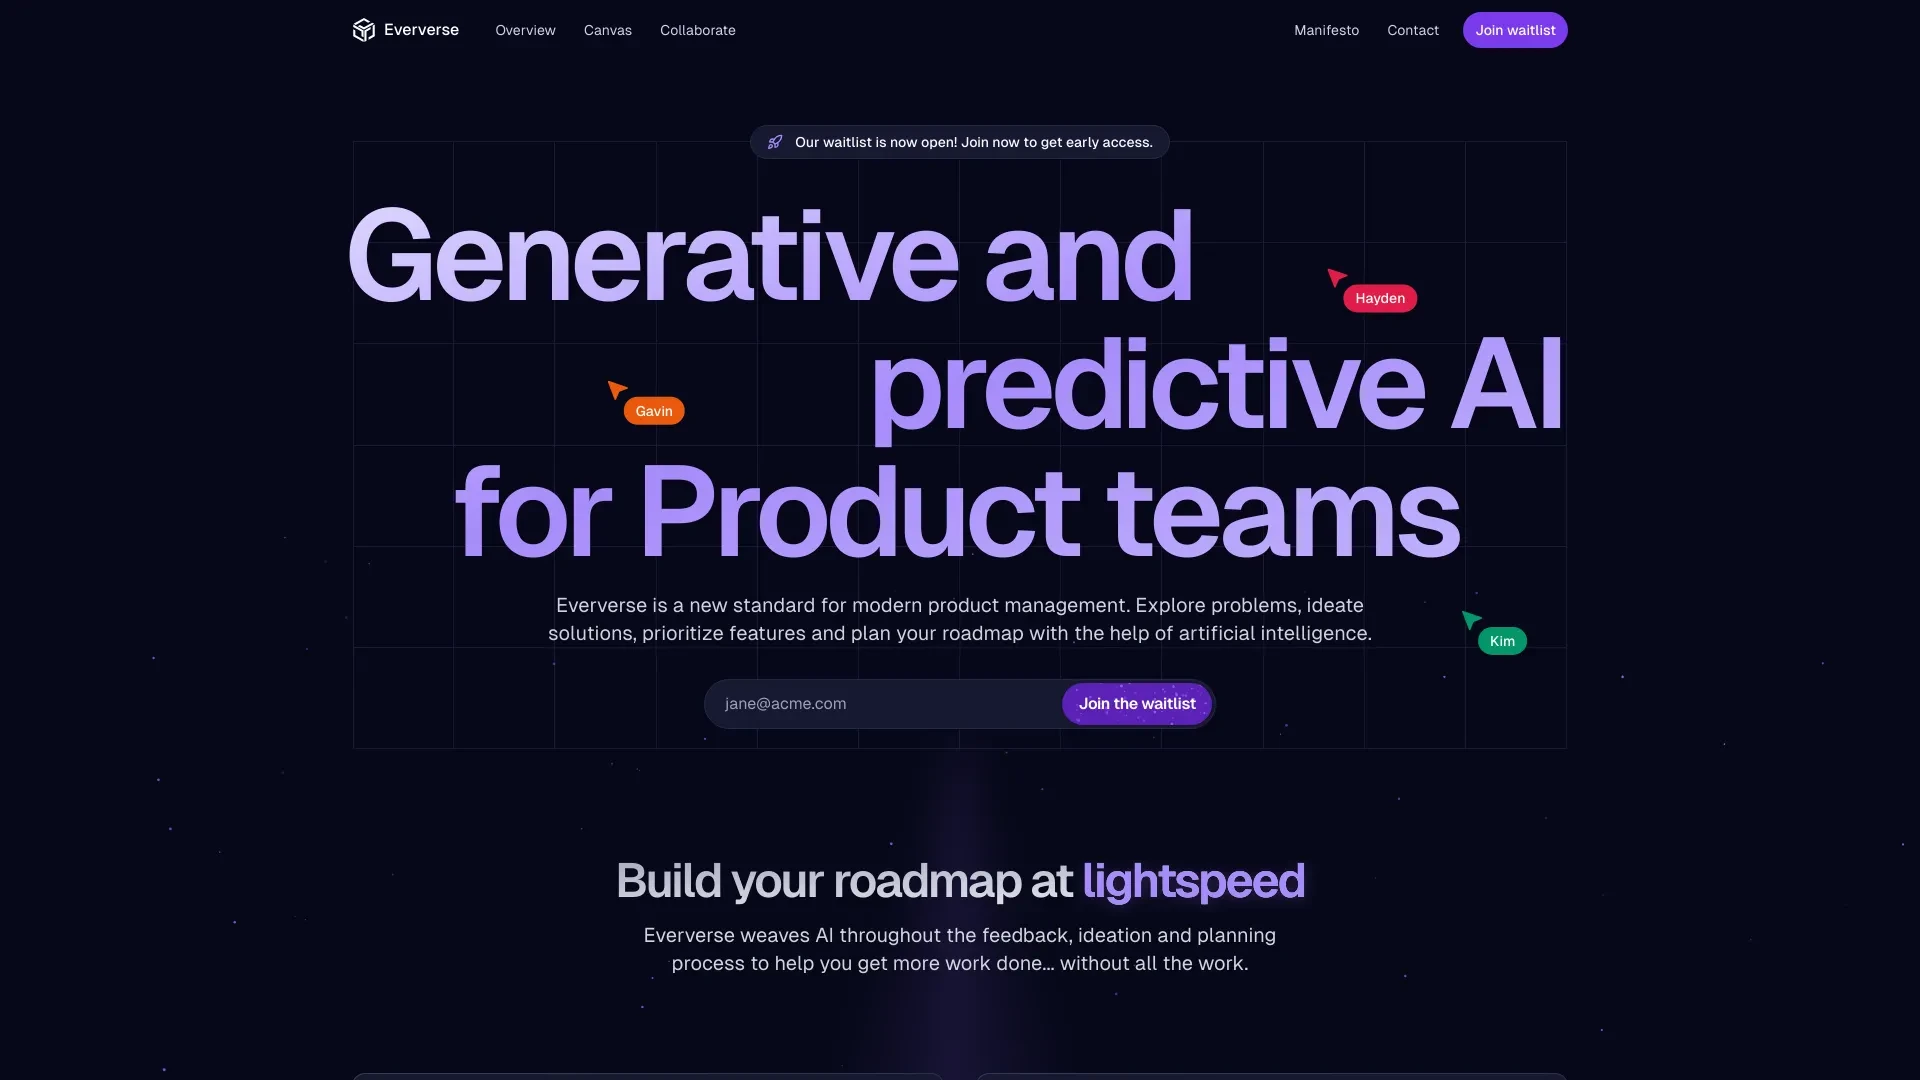 Eververse
Overview
Canvas
Collaborate
Manifesto
Contact
Join waitlist
Our waitlist is now open! Join now to get early access.
Generative and
Hayden
predictive AI
Gavin
for Product teams
Eververse is a new standard for modern product management. Explore problems, ideate
solutions, prioritize features and plan your roadmap with the help of artificial intelligence.
Kim
jane@acme.com
Join the waitlist
Build your roadmap at lightspeed
Eververse weaves AI throughout the feedback, ideation and planning
process to help you get more work done... without all the work.